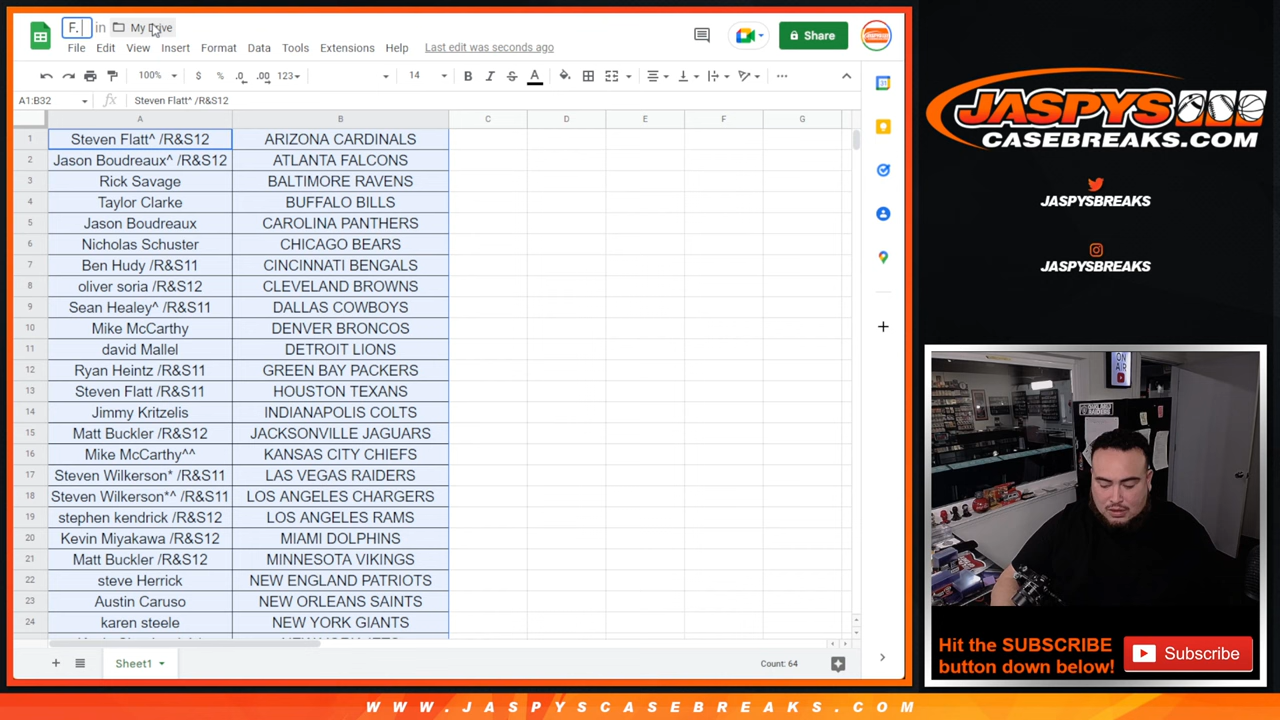 F. in My Drive
File Edit View Insert Format Data Tools Extensions Help Last edit was seconds ago
Share
100% $ % .0 .00 123 14 B I S A
A1:B32 fx Steven Flatt^ /R&S12
A B C D E F G
1 Steven Flatt^ /R&S12 ARIZONA CARDINALS
2 Jason Boudreaux^ /R&S12 ATLANTA FALCONS
3 Rick Savage BALTIMORE RAVENS
4 Taylor Clarke BUFFALO BILLS
5 Jason Boudreaux CAROLINA PANTHERS
6 Nicholas Schuster CHICAGO BEARS
7 Ben Hudy /R&S11 CINCINNATI BENGALS
8 oliver soria /R&S12 CLEVELAND BROWNS
9 Sean Healey^ /R&S11 DALLAS COWBOYS
10 Mike McCarthy DENVER BRONCOS
11 david Mallel DETROIT LIONS
12 Ryan Heintz /R&S11 GREEN BAY PACKERS
13 Steven Flatt /R&S11 HOUSTON TEXANS
14 Jimmy Kritzelis INDIANAPOLIS COLTS
15 Matt Buckler /R&S12 JACKSONVILLE JAGUARS
16 Mike McCarthy^^ KANSAS CITY CHIEFS
17 Steven Wilkerson* /R&S11 LAS VEGAS RAIDERS
18 Steven Wilkerson*^ /R&S11 LOS ANGELES CHARGERS
19 stephen kendrick /R&S12 LOS ANGELES RAMS
20 Kevin Miyakawa /R&S12 MIAMI DOLPHINS
21 Matt Buckler /R&S12 MINNESOTA VIKINGS
22 steve Herrick NEW ENGLAND PATRIOTS
23 Austin Caruso NEW ORLEANS SAINTS
24 karen steele NEW YORK GIANTS
Sheet1 Count: 64
JASPYS
CASEBREAKS.COM
JASPYSBREAKS
JASPYSBREAKS
ON AIR
Hit the SUBSCRIBE
button down below!
Subscribe
WWW.JASPYSCASEBREAKS.COM